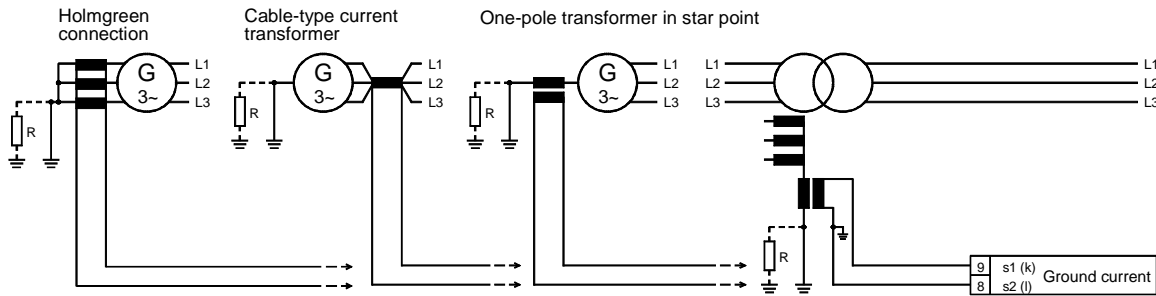 Holmgreen
connection
Cable-type current
transformer
One-pole transformer in star point
G
3~
L1
L2
L3
R
G
3~
L1
L2
L3
R
G
3~
L1
L2
L3
R
L1
L2
L3
L1
L2
L3
R
9 s1 (k)
8 s2 (l)
Ground current